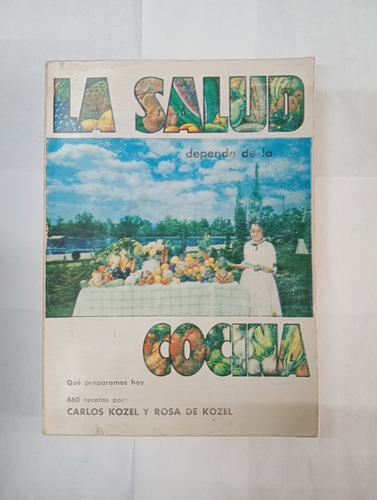 LA SALUD
depende de la
COCINA
Qué preparamos hoy
860 recetas por:
CARLOS KOZEL Y ROSA DE KOZEL